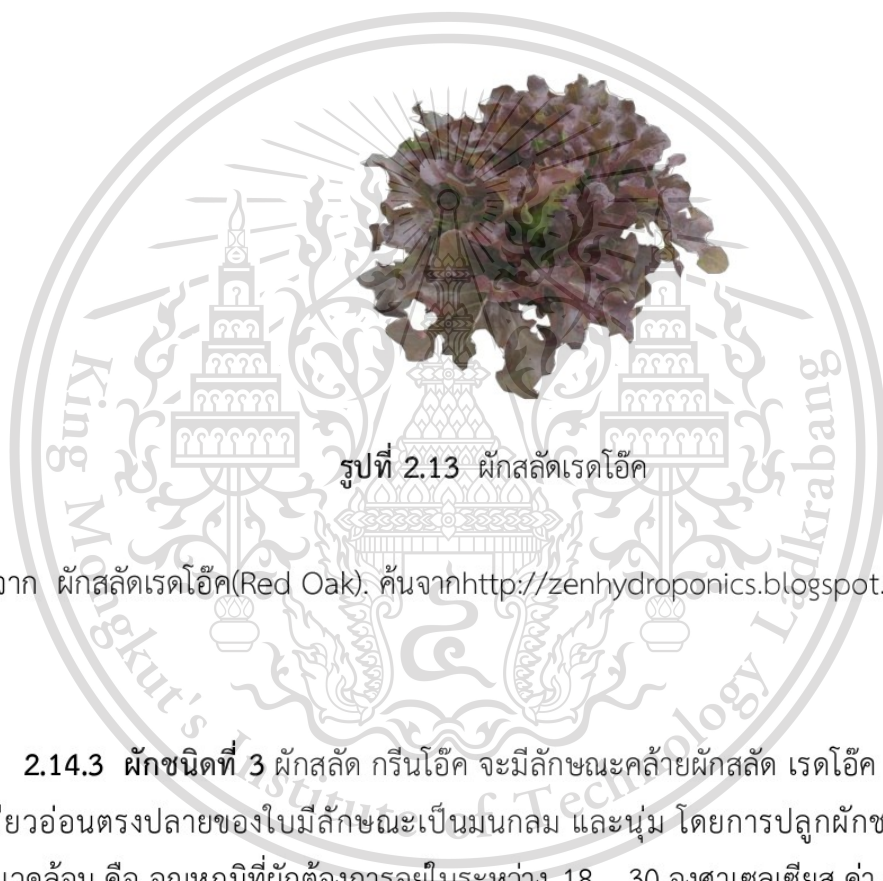 รูปที่ 2.13 ผักสลัดเรดโอ๊ค
จาก ผักสลัดเรดโอ๊ค(Red Oak). ค้นจากhttp://zenhydroponics.blogspot.
2.14.3 ผักชนิดที่ 3 ผักสลัด กรีนโอ๊ค จะมีลักษณะคล้ายผักสลัด เรดโอ๊ค
ยวอ่อนตรงปลายของใบมีลักษณะเป็นมนกลม และนุ่ม โดยการปลูกผักช
แวดล้อม คือ อุณหภูมิที่ผักต้องการอยู่ในระหว่าง 18 30 องศาเซลเซียส ค่า
King Mongkut's Institute of Technology Ladkrabang